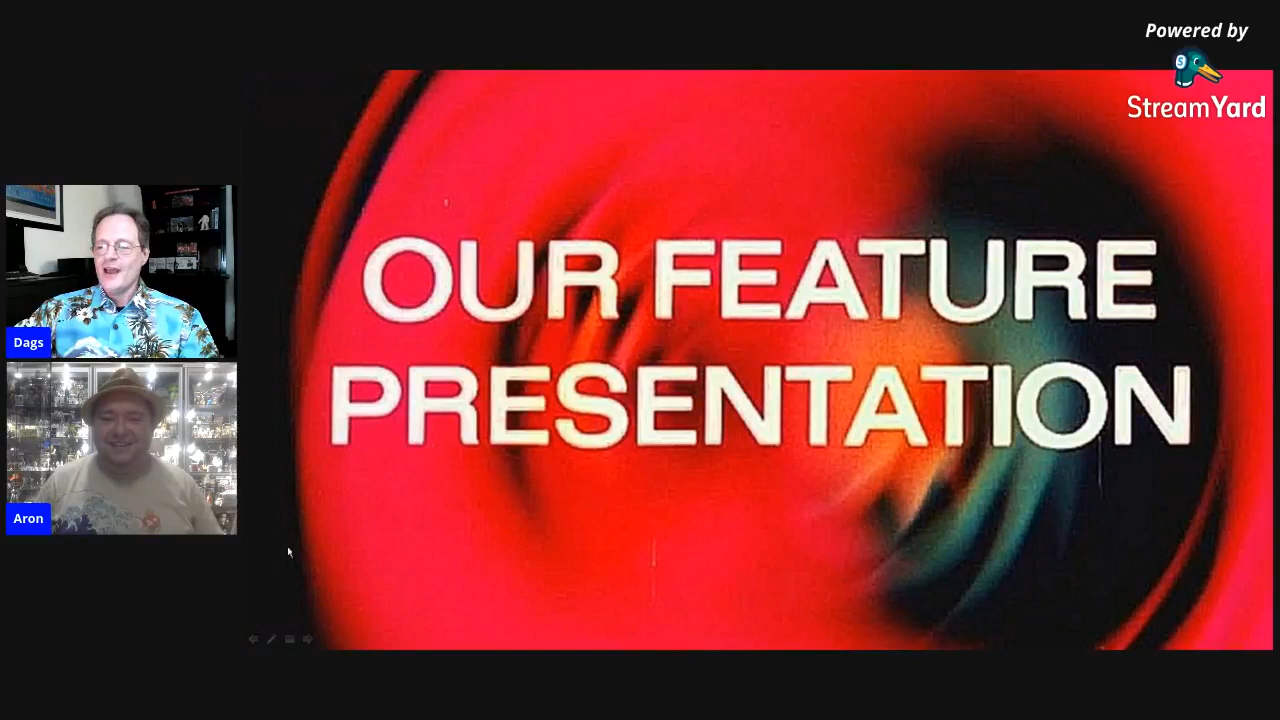 Powered by
StreamYard
OUR FEATURE
PRESENTATION
Dags
Aron